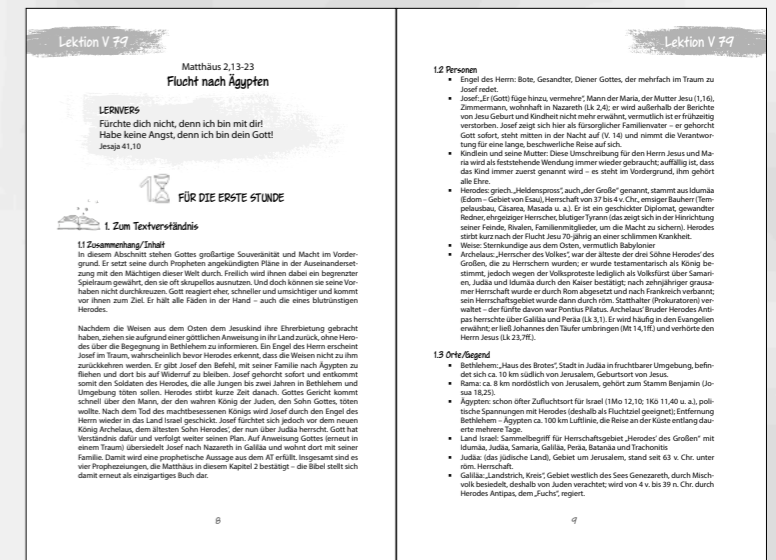 Lektion V 79
Matthäus 2,13-23
Flucht nach Ägypten
LERNVERS
Fürchte dich nicht, denn ich bin mit dir!
Habe keine Angst, denn ich bin dein Gott!
Jesaja 41,10
FÜR DIE ERSTE STUNDE
1. Zum Textverständnis
1.1 Zusammenhang/Inhalt
In diesem Abschnitt stehen Gottes großartige Souveränität und Macht im Vorder-
grund. Er setzt seine durch Propheten angekündigten Pläne in der Auseinanderset-
zung mit den Mächtigen dieser Welt durch. Freilich wird ihnen dabei ein begrenzter
Spielraum gewährt, den sie oft skrupellos ausnutzen. Und doch können sie seine Vor-
haben nicht durchkreuzen. Gott reagiert eher, schneller und umsichtiger und kommt
vor ihnen zum Ziel. Er hält alle Fäden in der Hand – auch die eines blutrünstigen
Herodes.
Nachdem die Weisen aus dem Osten dem Jesuskind ihre Ehrerbietung gebracht
haben, ziehen sie aufgrund einer göttlichen Anweisung in ihr Land zurück, ohne Hero-
des über die Begegnung in Bethlehem zu informieren. Ein Engel des Herrn erscheint
Josef im Traum, wahrscheinlich bevor Herodes erkennt, dass die Weisen nicht zu ihm
zurückkehren werden. Er gibt Josef den Befehl, mit seiner Familie nach Ägypten zu
fliehen und dort bis auf Widerruf zu bleiben. Josef gehorcht sofort und entkommt
somit den Soldaten des Herodes, die alle Jungen bis zwei Jahren in Bethlehem und
Umgebung töten sollen. Herodes stirbt kurze Zeit danach. Gottes Gericht kommt
schnell über den Mann, der den wahren König der Juden, den Sohn Gottes, töten
wollte. Nach dem Tod des machtbesessenen Königs wird Josef durch den Engel des
Herrn wieder in das Land Israel geschickt. Josef fürchtet sich jedoch vor dem neuen
König Archelaus, dem ältesten Sohn Herodes', der nun über Judäa herrscht. Gott hat
Verständnis dafür und verfolgt weiter seinen Plan. Auf Anweisung Gottes (erneut in
einem Traum) übersiedelt Josef nach Nazareth in Galiläa und wohnt dort mit seiner
Familie. Damit wird eine prophetische Aussage aus dem AT erfüllt. Insgesamt sind es
vier Prophezeiungen, die Matthäus in diesem Kapitel 2 bestätigt – die Bibel stellt sich
damit erneut als einzigartiges Buch dar.
8
Lektion V 79
1.2 Personen
▪ Engel des Herrn: Bote, Gesandter, Diener Gottes, der mehrfach im Traum zu
Josef redet.
▪ Josef: „Er (Gott) füge hinzu, vermehre", Mann der Maria, der Mutter Jesu (1,16),
Zimmermann, wohnhaft in Nazareth (Lk 2,4); er wird außerhalb der Berichte
von Jesu Geburt und Kindheit nicht mehr erwähnt, vermutlich ist er frühzeitig
verstorben. Josef zeigt sich hier als fürsorglicher Familienvater – er gehorcht
Gott sofort, steht mitten in der Nacht auf (V. 14) und nimmt die Verantwor-
tung für eine lange, beschwerliche Reise auf sich.
▪ Kindlein und seine Mutter: Diese Umschreibung für den Herrn Jesus und Ma-
ria wird als feststehende Wendung immer wieder gebraucht; auffällig ist, dass
das Kind immer zuerst genannt wird – es steht im Vordergrund, ihm gehört
alle Ehre.
▪ Herodes: griech. „Heldenspross", auch „der Große" genannt, stammt aus Idumäa
(Edom – Gebiet von Esau), Herrschaft von 37 bis 4 v. Chr., emsiger Bauherr (Tem-
pelausbau, Cäsarea, Masada u. a.). Er ist ein geschickter Diplomat, gewandter
Redner, ehrgeiziger Herrscher, blutiger Tyrann (das zeigt sich in der Hinrichtung
seiner Feinde, Rivalen, Familienmitglieder, um die Macht zu sichern). Herodes
stirbt kurz nach der Flucht Jesu 70-jährig an einer schlimmen Krankheit.
▪ Weise: Sternkundige aus dem Osten, vermutlich Babylonier
▪ Archelaus: „Herrscher des Volkes", war der älteste der drei Söhne Herodes' des
Großen, die zu Herrschern wurden; er wurde testamentarisch als König be-
stimmt, jedoch wegen der Volksproteste lediglich als Volksfürst über Samari-
en, Judäa und Idumäa durch den Kaiser bestätigt; nach zehnjähriger grausa-
mer Herrschaft wurde er durch Rom abgesetzt und nach Frankreich verbannt;
sein Herrschaftsgebiet wurde dann durch röm. Statthalter (Prokuratoren) ver-
waltet – der fünfte davon war Pontius Pilatus. Archelaus' Bruder Herodes Anti-
pas herrschte über Galiläa und Peräa (Lk 3,1). Er wird häufig in den Evangelien
erwähnt; er ließ Johannes den Täufer umbringen (Mt 14,1ff.) und verhörte den
Herrn Jesus (Lk 23,7ff.).
1.3 Orte/Gegend
▪ Bethlehem: „Haus des Brotes", Stadt in Judäa in fruchtbarer Umgebung, befin-
det sich ca. 10 km südlich von Jerusalem, Geburtsort von Jesus.
▪ Rama: ca. 8 km nordöstlich von Jerusalem, gehört zum Stamm Benjamin (Jo-
sua 18,25).
▪ Ägypten: schon öfter Zufluchtsort für Israel (1Mo 12,10; 1Kö 11,40 u. a.), poli-
tische Spannungen mit Herodes (deshalb als Fluchtziel geeignet); Entfernung
Bethlehem – Ägypten ca. 100 km Luftlinie, die Reise an der Küste entlang dau-
erte mehrere Tage.
▪ Land Israel: Sammelbegriff für Herrschaftsgebiet „Herodes' des Großen" mit
Idumäa, Judäa, Samaria, Galiläa, Peräa, Batanäa und Trachonitis
▪ Judäa: (das jüdische Land), Gebiet um Jerusalem, stand seit 63 v. Chr. unter
röm. Herrschaft.
▪ Galiläa: „Landstrich, Kreis", Gebiet westlich des Sees Genezareth, durch Misch-
volk besiedelt, deshalb von Juden verachtet; wird von 4 v. bis 39 n. Chr. durch
Herodes Antipas, dem „Fuchs", regiert.
9